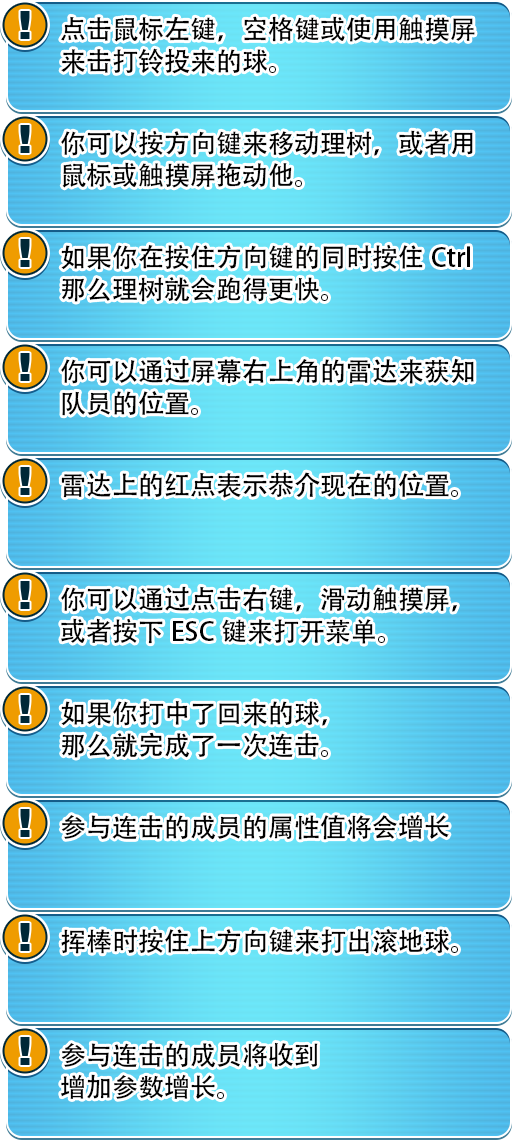 点击鼠标左键，空格键或使用触摸屏
来击打铃投来的球。
你可以按方向键来移动理树，或者用
鼠标或触摸屏拖动他。
如果你在按住方向键的同时按住 Ctrl
那么理树就会跑得更快。
你可以通过屏幕右上角的雷达来获知
队员的位置。
雷达上的红点表示恭介现在的位置。
你可以通过点击右键，滑动触摸屏，
或者按下 ESC 键来打开菜单。
如果你打中了回来的球，
那么就完成了一次连击。
参与连击的成员的属性值将会增长
挥棒时按住上方向键来打出滚地球。
参与连击的成员将收到
增加参数增长。